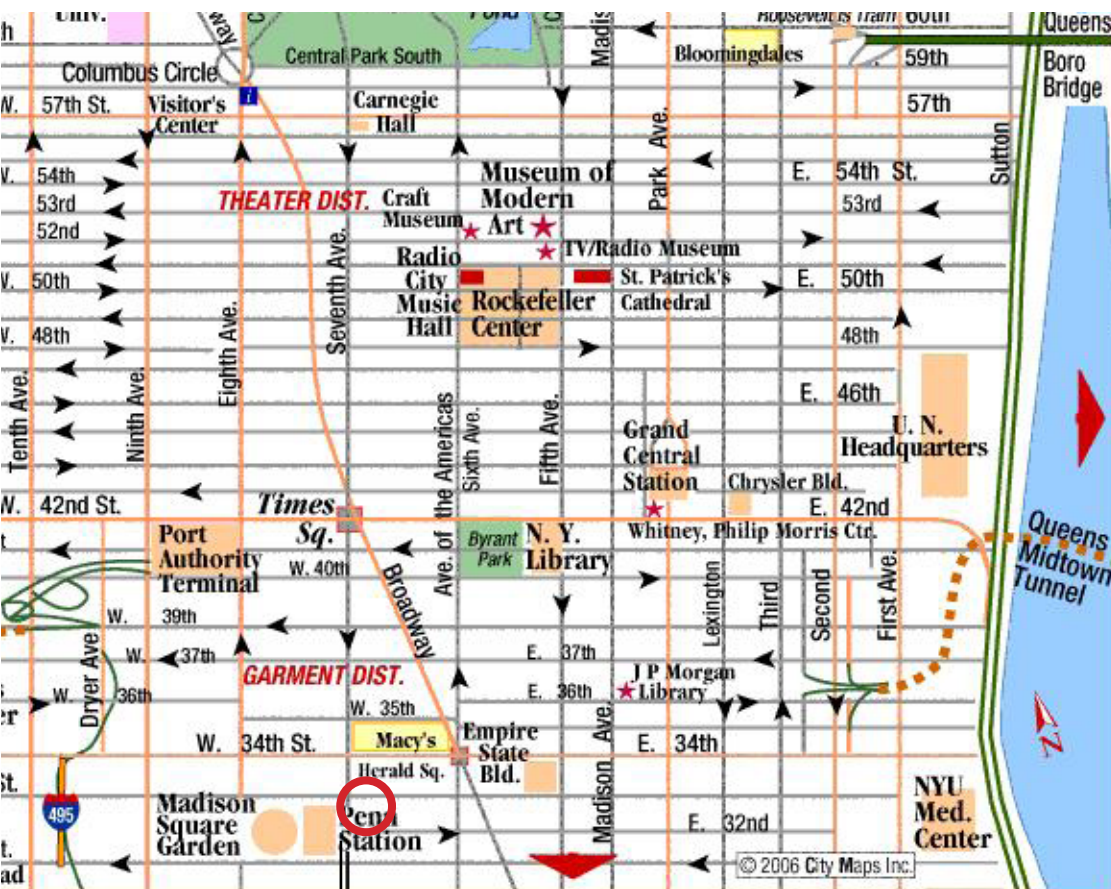 Univ.
way
Pond
Madis
Roosevelt Is Tram 60th
Queens
Boro
Bridge
Columbus Circle
Central Park South
Bloomingdales
59th
W. 57th St.
Visitor's
Center
i
Carnegie
Hall
57th
Park Ave.
Sutton
W. 54th
53rd
52nd
THEATER DIST.
Craft
Museum
Museum of
Modern
Art
E. 54th St.
53rd
TV/Radio Museum
W. 50th
Radio
City
Music
Hall
Rockefeller
Center
St. Patrick's
Cathedral
E. 50th
W. 48th
48th
Tenth Ave.
Ninth Ave.
Eighth Ave.
Seventh Ave.
Ave. of the Americas
Sixth Ave.
Fifth Ave.
E. 46th
Grand
Central
Station
U. N.
Headquarters
Chrysler Bld.
W. 42nd St.
Times
Sq.
E. 42nd
Whitney, Philip Morris Ctr.
Port
Authority
Terminal
Byrant
Park
N. Y.
Library
Queens
Midtown
Tunnel
W. 40th
Broadway
Lexington
Third
Second
First Ave.
W. 39th
W. 37th
E. 37th
Dryer Ave
GARMENT DIST.
J P Morgan
Library
W. 36th
E. 36th
W. 35th
Madison Ave.
W. 34th St.
Macy's
Empire
State
Bld.
E. 34th
N
St.
Herald Sq.
495
Madison
Square
Garden
Penn
Station
E. 32nd
NYU
Med.
Center
© 2006 City Maps Inc.